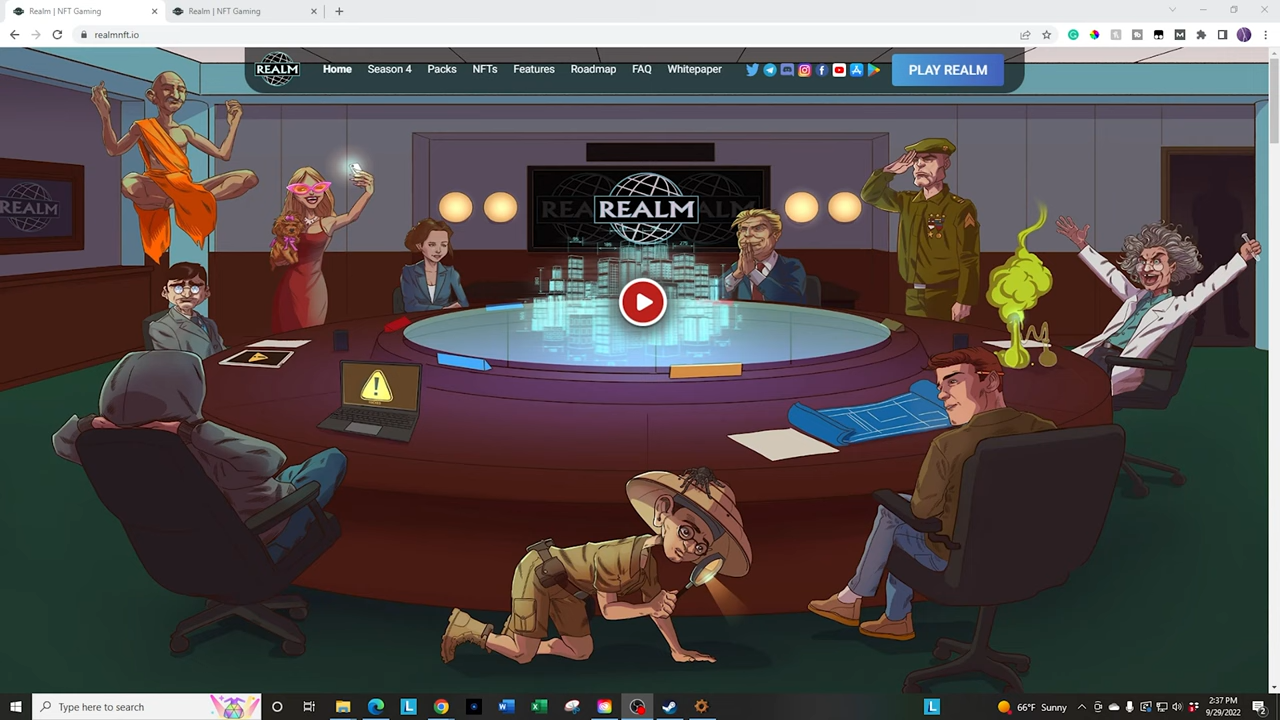 Realm | NFT Gaming
Realm | NFT Gaming
realmnft.io
REALM
Home Season 4 Packs NFTs Features Roadmap FAQ Whitepaper
PLAY REALM
REALM
REALM
Type here to search
66°F Sunny
2:37 PM
9/29/2022